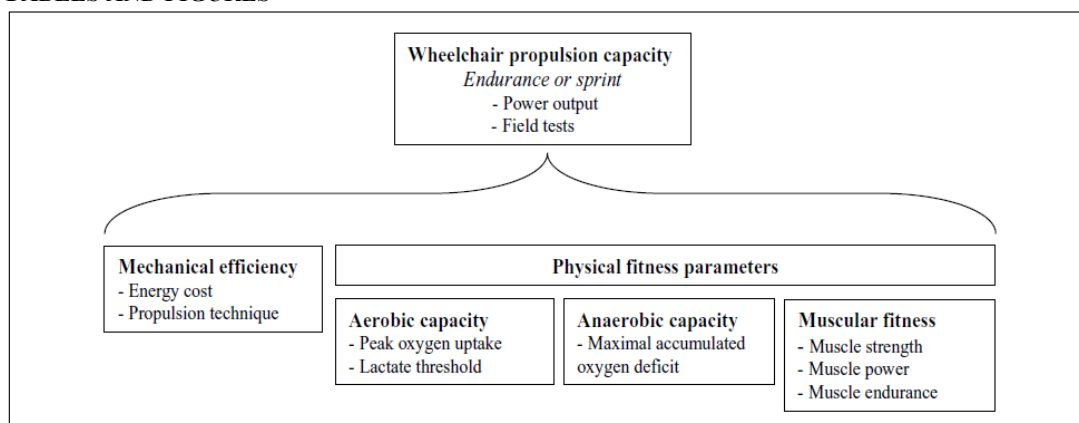 TABLES AND FIGURES
Wheelchair propulsion capacity
Endurance or sprint
- Power output
- Field tests
Mechanical efficiency
- Energy cost
- Propulsion technique
Physical fitness parameters
Aerobic capacity
- Peak oxygen uptake
- Lactate threshold
Anaerobic capacity
- Maximal accumulated
oxygen deficit
Muscular fitness
- Muscle strength
- Muscle power
- Muscle endurance